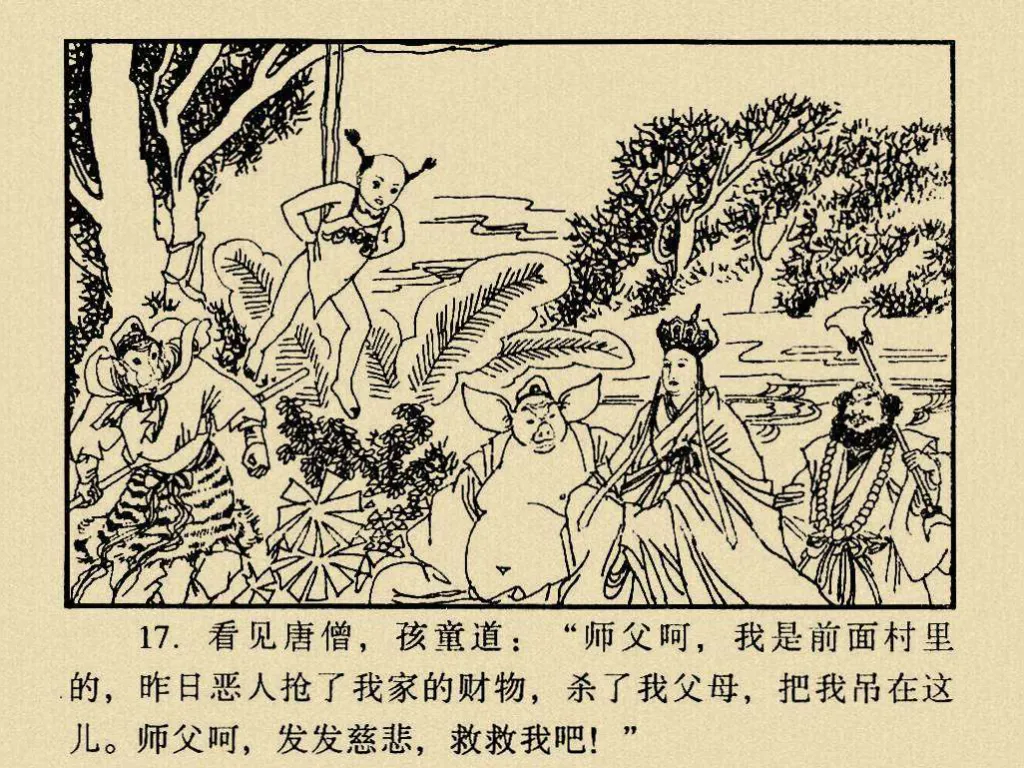 17. 看见唐僧，孩童道：“师父呵，我是前面村里
的，昨日恶人抢了我家的财物，杀了我父母，把我吊在这
儿。师父呵，发发慈悲，救救我吧！”